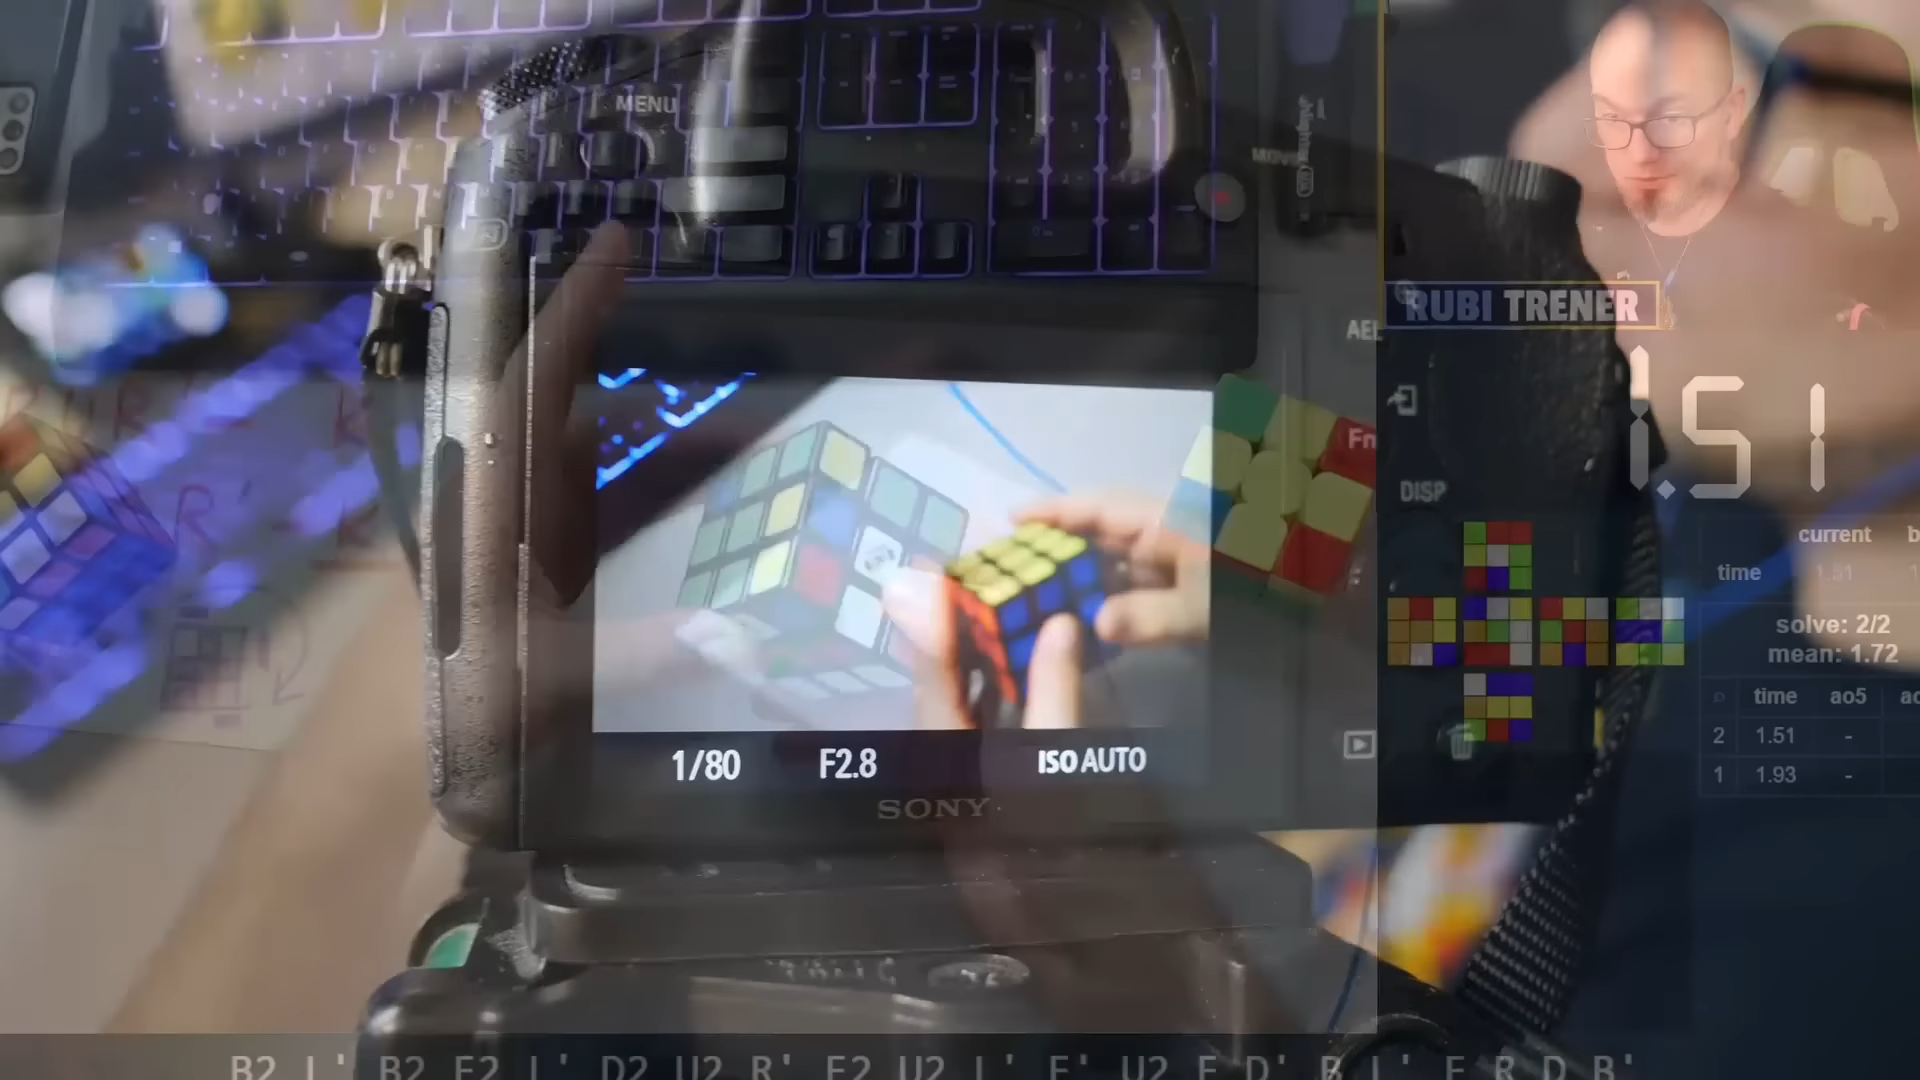 MENU
RUBI TRENER
AEL
1.51
Fn
DISP
current
time 1.51
solve: 2/2
mean: 1.72
time ao5
2 1.51 -
1 1.93 -
R'
1/80 F2.8 ISO AUTO
SONY
B2 L' B2 F2 L' D2 U2 R' F2 U2 L' F' U2 F D' B L' F R D B'